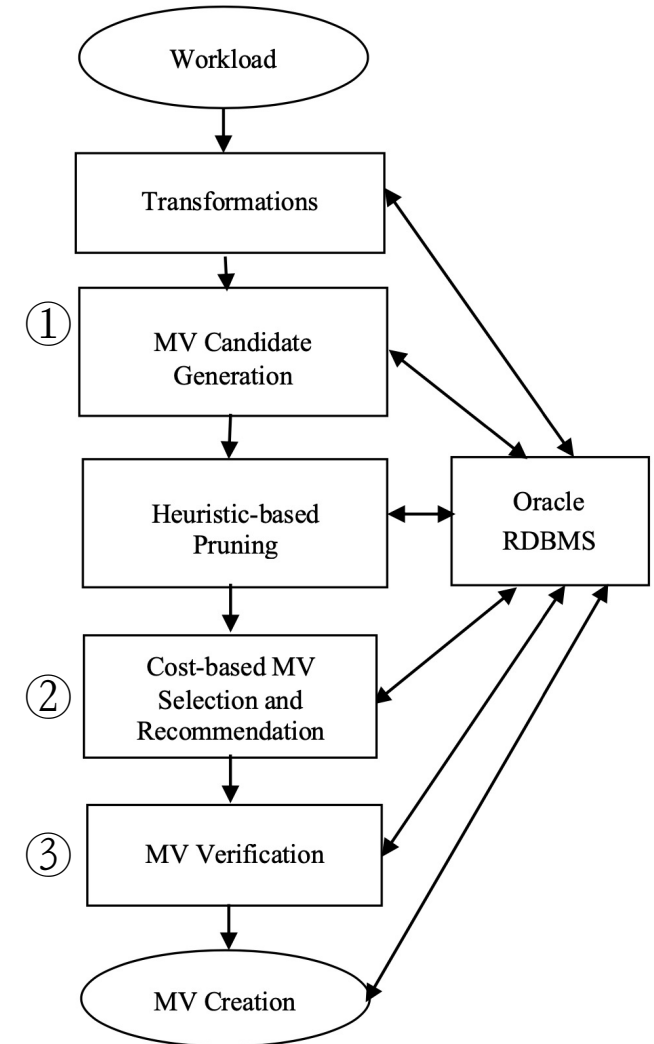 Workload
Transformations
①
MV Candidate
Generation
Heuristic-based
Pruning
Oracle
RDBMS
②
Cost-based MV
Selection and
Recommendation
③
MV Verification
MV Creation